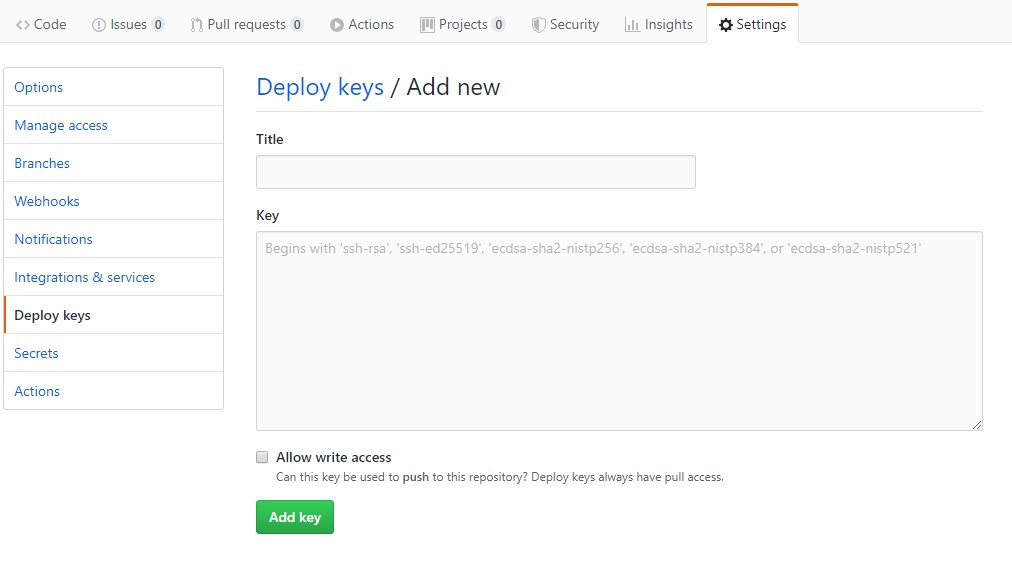 Code Issues 0 Pull requests 0 Actions Projects 0 Security Insights Settings
Options
Manage access
Branches
Webhooks
Notifications
Integrations & services
Deploy keys
Secrets
Actions
Deploy keys / Add new
Title
Key
Begins with 'ssh-rsa', 'ssh-ed25519', 'ecdsa-sha2-nistp256', 'ecdsa-sha2-nistp384', or 'ecdsa-sha2-nistp521'
Allow write access
Can this key be used to push to this repository? Deploy keys always have pull access.
Add key